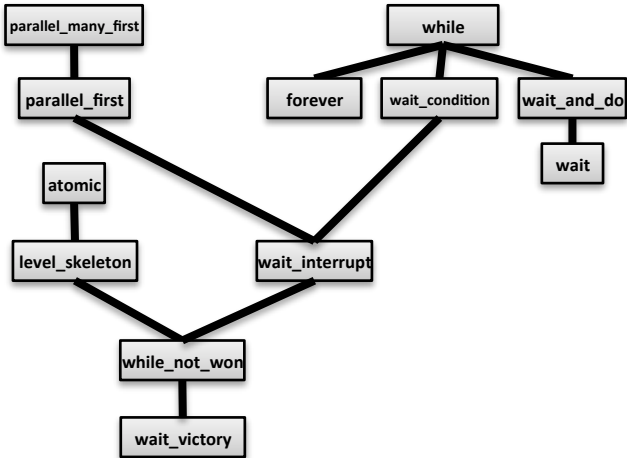 parallel_many_first
while
parallel_first
forever
wait_condition
wait_and_do
wait
atomic
level_skeleton
wait_interrupt
while_not_won
wait_victory